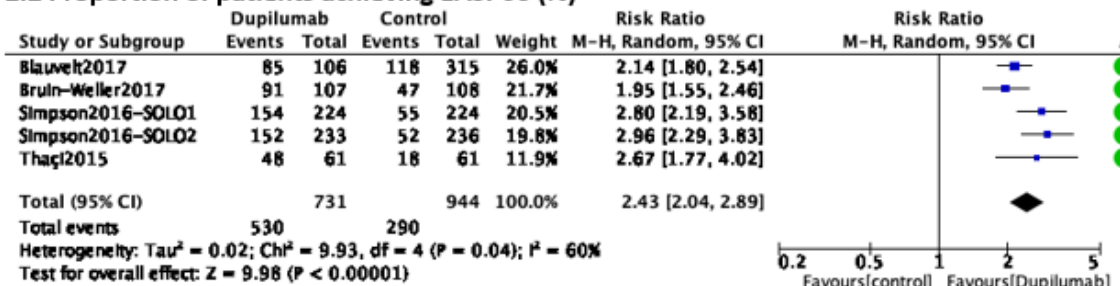 Dupilumab Control Risk Ratio Risk Ratio
Study or Subgroup Events Total Events Total Weight M-H, Random, 95% CI M-H, Random, 95% CI
Blauvelt2017 85 106 118 315 26.0% 2.14 [1.80, 2.54]
Bruin-Weller2017 91 107 47 108 21.7% 1.95 [1.55, 2.46]
Simpson2016-SOLO1 154 224 55 224 20.5% 2.80 [2.19, 3.58]
Simpson2016-SOLO2 152 233 52 236 19.8% 2.96 [2.29, 3.83]
Thaçi2015 48 61 18 61 11.9% 2.67 [1.77, 4.02]
Total (95% CI) 731 944 100.0% 2.43 [2.04, 2.89]
Total events 530 290
Heterogeneity: Tau² = 0.02; Chi² = 9.93, df = 4 (P = 0.04); I² = 60%
Test for overall effect: Z = 9.98 (P < 0.00001)
0.2 0.5 1 2 5
Favours[control] Favours[Dupilumab]